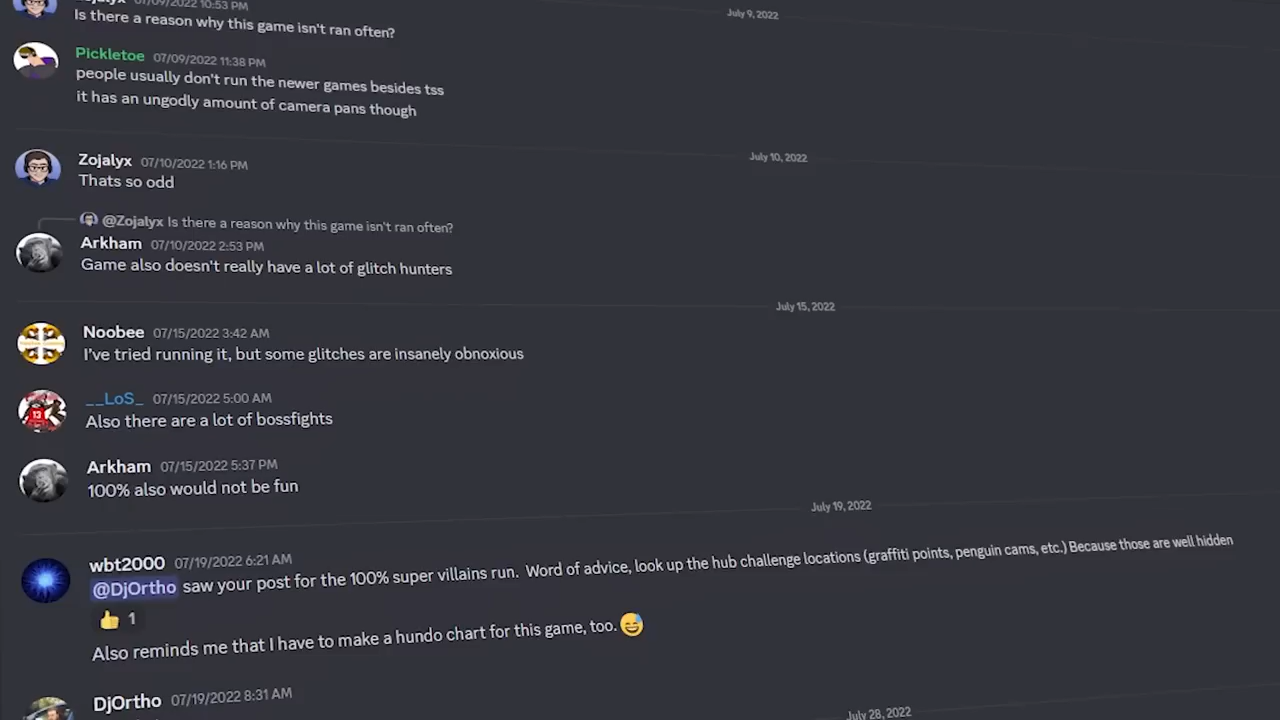 Zojalyx 07/09/2022 10:53 PM
Is there a reason why this game isn't ran often?
July 9, 2022
Pickletoe 07/09/2022 11:38 PM
people usually don't run the newer games besides tss
it has an ungodly amount of camera pans though
July 10, 2022
Zojalyx 07/10/2022 1:16 PM
Thats so odd
@Zojalyx Is there a reason why this game isn't ran often?
Arkham 07/10/2022 2:53 PM
Game also doesn't really have a lot of glitch hunters
July 15, 2022
Noobee 07/15/2022 3:42 AM
I've tried running it, but some glitches are insanely obnoxious
__LoS_ 07/15/2022 5:00 AM
Also there are a lot of bossfights
Arkham 07/15/2022 5:37 PM
100% also would not be fun
July 19, 2022
wbt2000 07/19/2022 6:21 AM
@DjOrtho saw your post for the 100% super villains run. Word of advice, look up the hub challenge locations (graffiti points, penguin cams, etc.) Because those are well hidden
👍 1
Also reminds me that I have to make a hundo chart for this game, too. 😅
DjOrtho 07/19/2022 8:31 AM
July 28, 2022